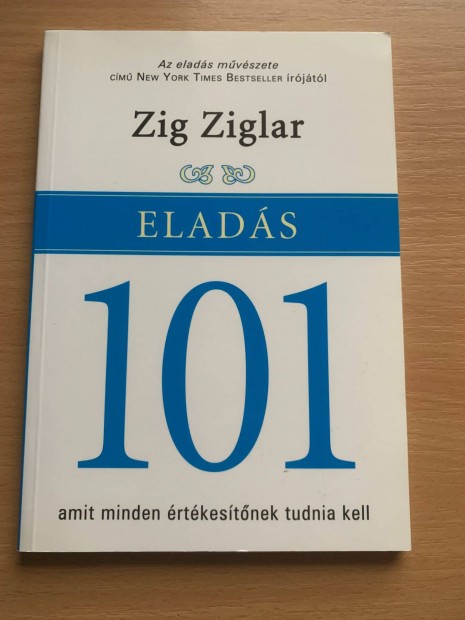 Az eladás művészete
című New York Times Bestseller írójától
Zig Ziglar
ELADÁS
101
amit minden értékesítőnek tudnia kell